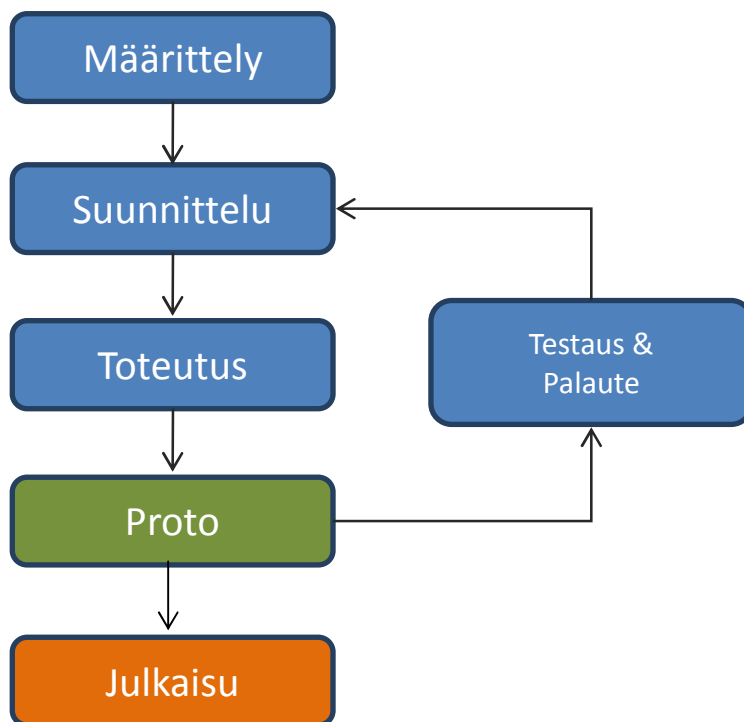 Määrittely
Suunnittelu
Toteutus
Testaus &
Palaute
Proto
Julkaisu